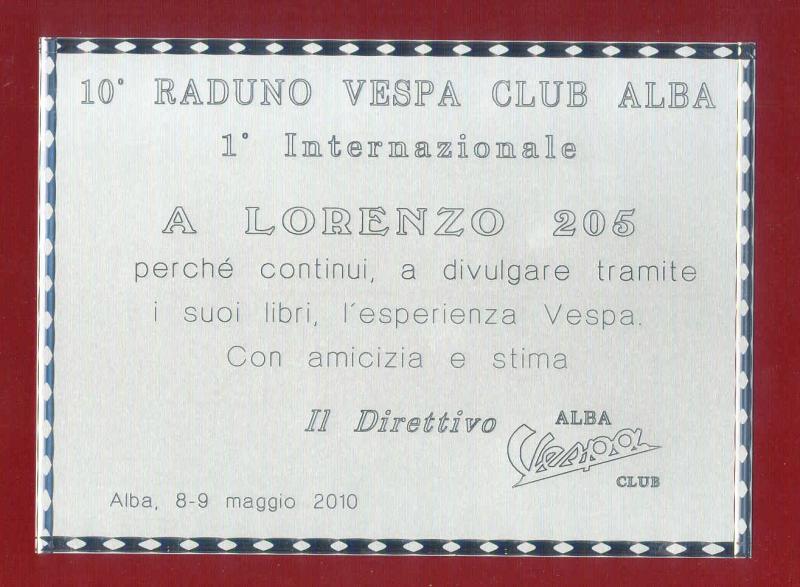 10° RADUNO VESPA CLUB ALBA
1° Internazionale
A LORENZO 205
perché continui, a divulgare tramite
i suoi libri, l'esperienza Vespa.
Con amicizia e stima
Il Direttivo
ALBA
Vespa
CLUB
Alba, 8-9 maggio 2010